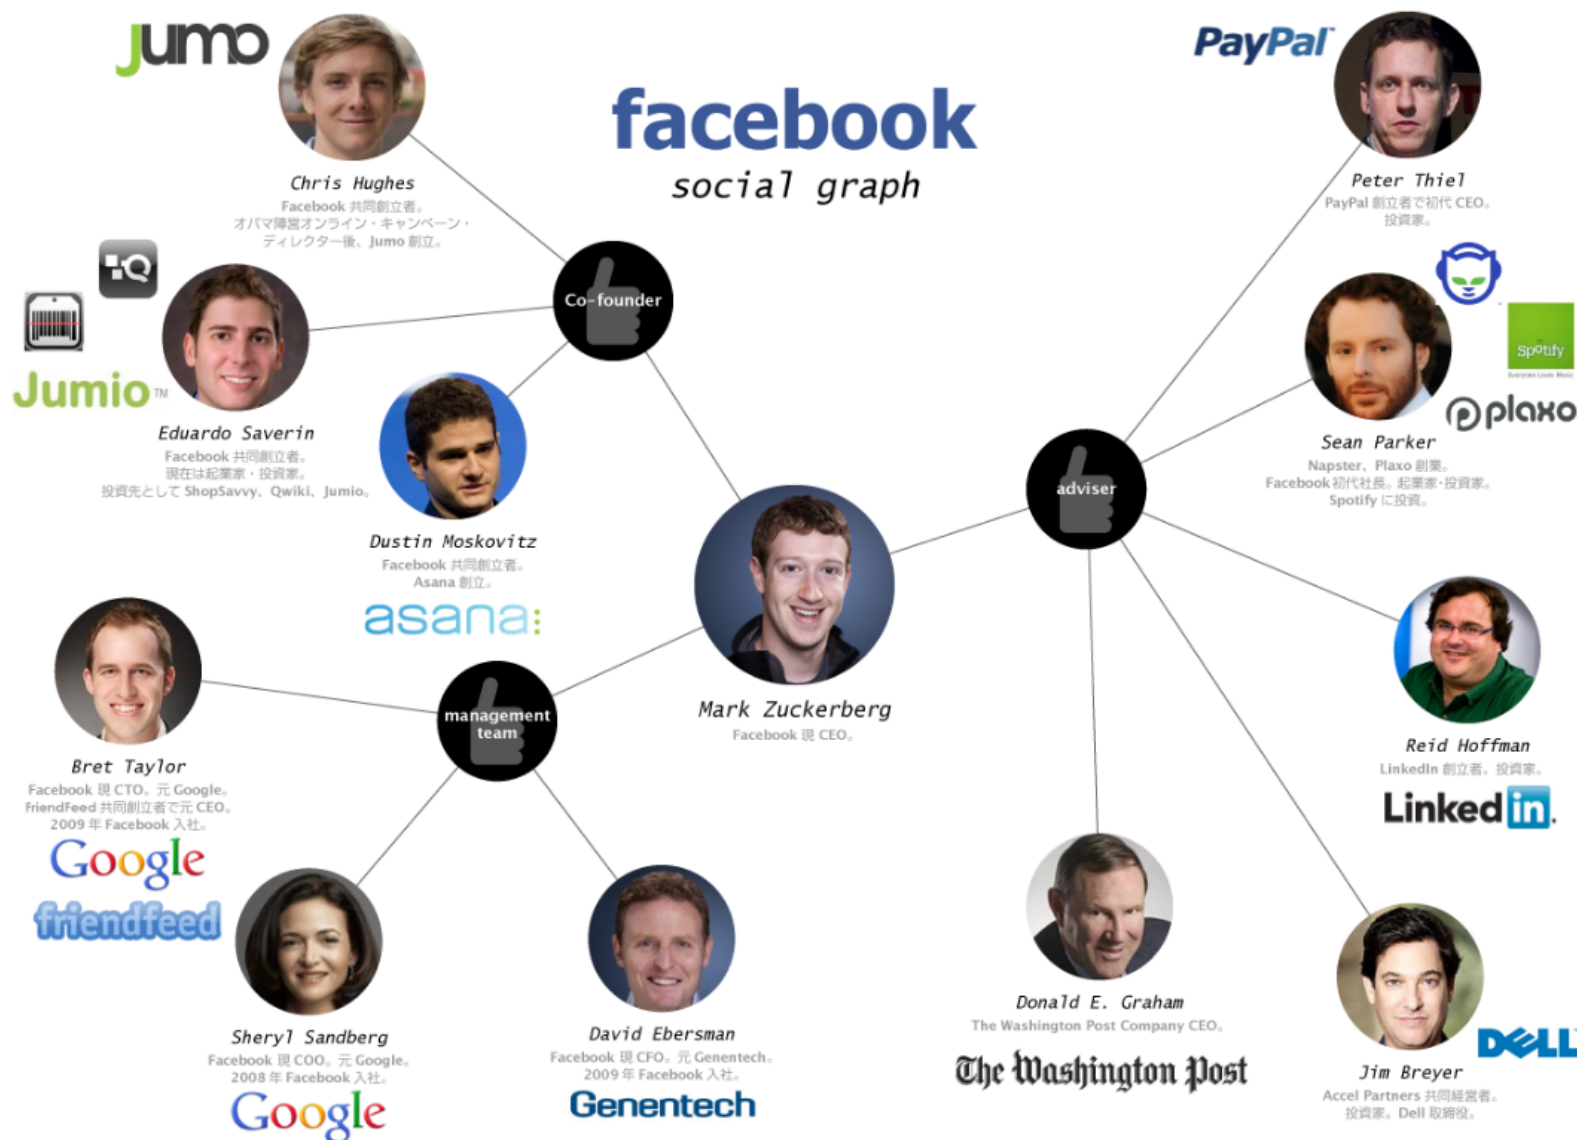 Jumo
facebook
social graph
PayPal
Chris Hughes
Facebook 共同創立者。
オバマ陣営オンライン・キャンペーン・
ディレクター後、Jumo 創立。
Peter Thiel
PayPal 創立者で初代 CEO。
投資家。
Co-founder
Jumio TM
Eduardo Saverin
Facebook 共同創立者。
現在は起業家・投資家。
投資先として ShopSavvy、Qwiki、Jumio。
Spotify
Everyone Loves Music
plaxo
Sean Parker
Napster、Plaxo 創業。
Facebook 初代社長。起業家・投資家。
Spotify に投資。
adviser
Dustin Moskovitz
Facebook 共同創立者。
Asana 創立。
asana:
Mark Zuckerberg
Facebook 現 CEO。
management
team
Bret Taylor
Facebook 現 CTO。元 Google。
FriendFeed 共同創立者で元 CEO。
2009 年 Facebook 入社。
Google
friendfeed
Reid Hoffman
LinkedIn 創立者。投資家。
Linked in.
Sheryl Sandberg
Facebook 現 COO。元 Google。
2008 年 Facebook 入社。
Google
David Ebersman
Facebook 現 CFO。元 Genentech。
2009 年 Facebook 入社。
Genentech
Donald E. Graham
The Washington Post Company CEO。
The Washington Post
DELL
Jim Breyer
Accel Partners 共同経営者。
投資家。Dell 取締役。